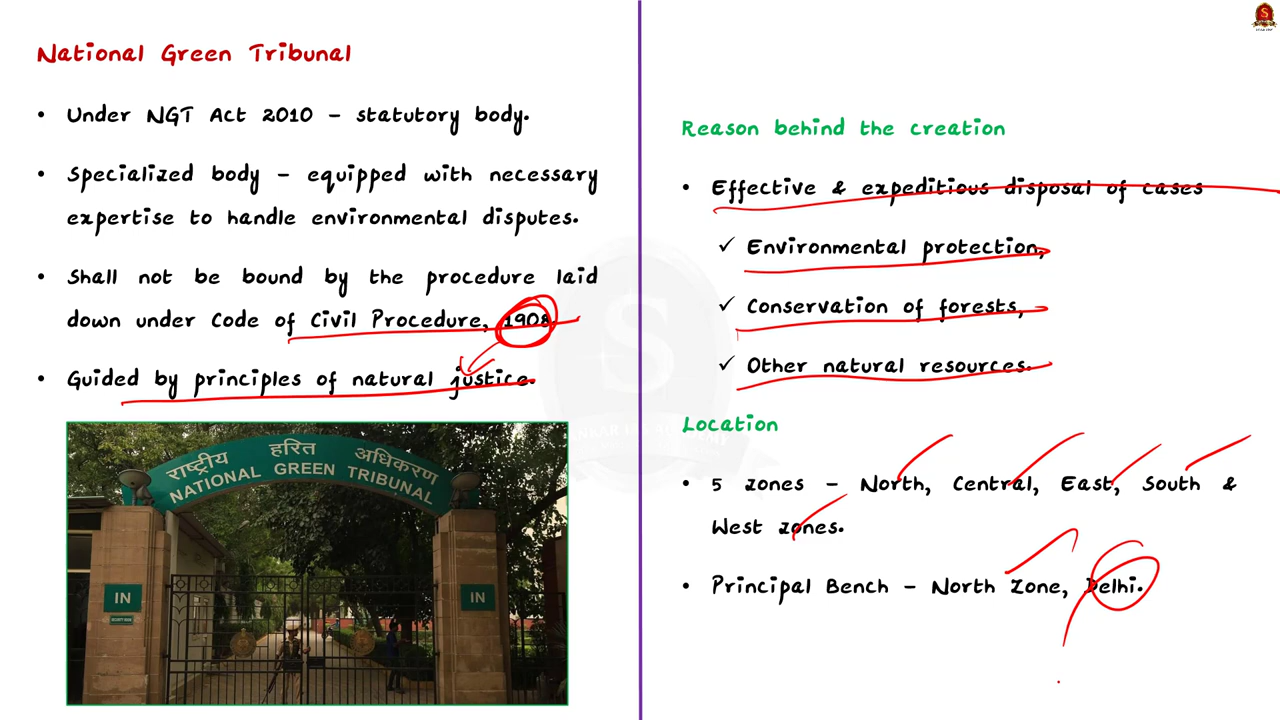 National Green Tribunal
• Under NGT Act 2010 – statutory body.
• Specialized body – equipped with necessary
expertise to handle environmental disputes.
• Shall not be bound by the procedure laid
down under Code of Civil Procedure, 1908.
• Guided by principles of natural justice.
राष्ट्रीय हरित अधिकरण
NATIONAL GREEN TRIBUNAL
IN
IN
Reason behind the creation
• Effective & expeditious disposal of cases
✓ Environmental protection,
✓ Conservation of forests,
✓ Other natural resources.
Location
• 5 zones – North, Central, East, South &
West zones.
• Principal Bench – North Zone, Delhi.